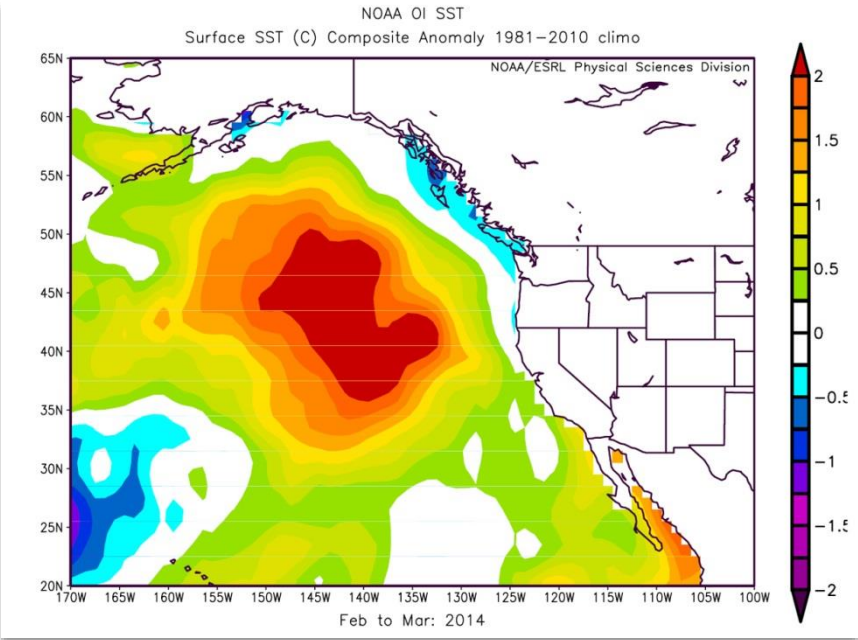 NOAA OI SST
Surface SST (C) Composite Anomaly 1981−2010 climo
NOAA/ESRL Physical Sciences Division
65N
60N
55N
50N
45N
40N
35N
30N
25N
20N
170W 165W 160W 155W 150W 145W 140W 135W 130W 125W 120W 115W 110W 105W 100W
Feb to Mar: 2014
2
1.5
1
0.5
0
−0.5
−1
−1.5
−2